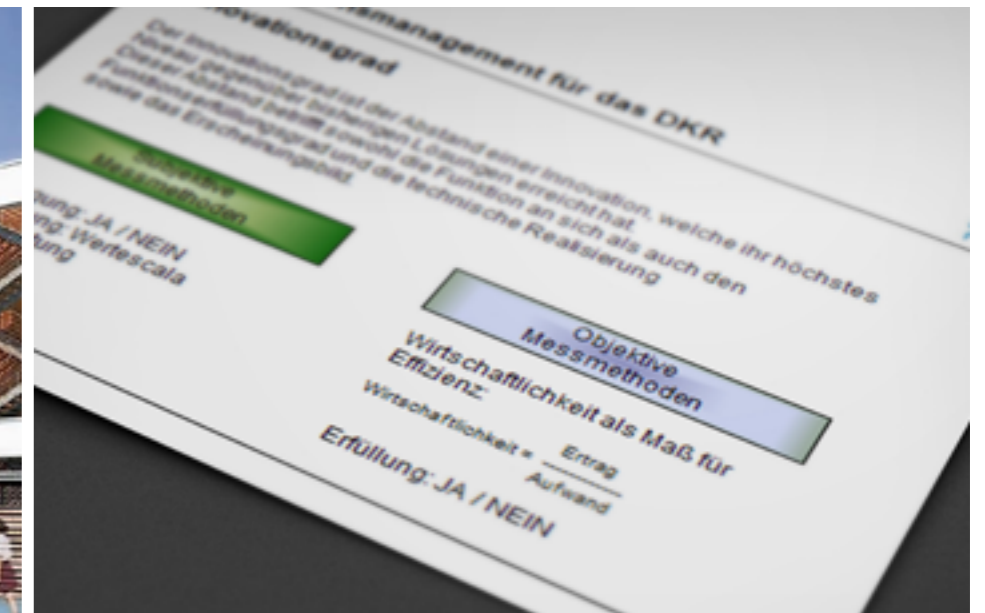 smanagement für das DKR
novationsgrad
Der Innovationsgrad ist der Abstand einer Innovation, welche ihr höchstes
Niveau gegenüber bisherigen Lösungen erreicht hat.
Dieser Abstand betrifft sowohl die Funktion an sich als auch den
Funktionserfüllungsgrad und die technische Realisierung
sowie das Erscheinungsbild.
Subjektive
Messmethoden
ung: JA / NEIN
ng: Wertescala
tung
Objektive
Messmethoden
Wirtschaftlichkeit als Maß für
Effizienz:
Wirtschaftlichkeit = Ertrag
Aufwand
Erfüllung: JA / NEIN